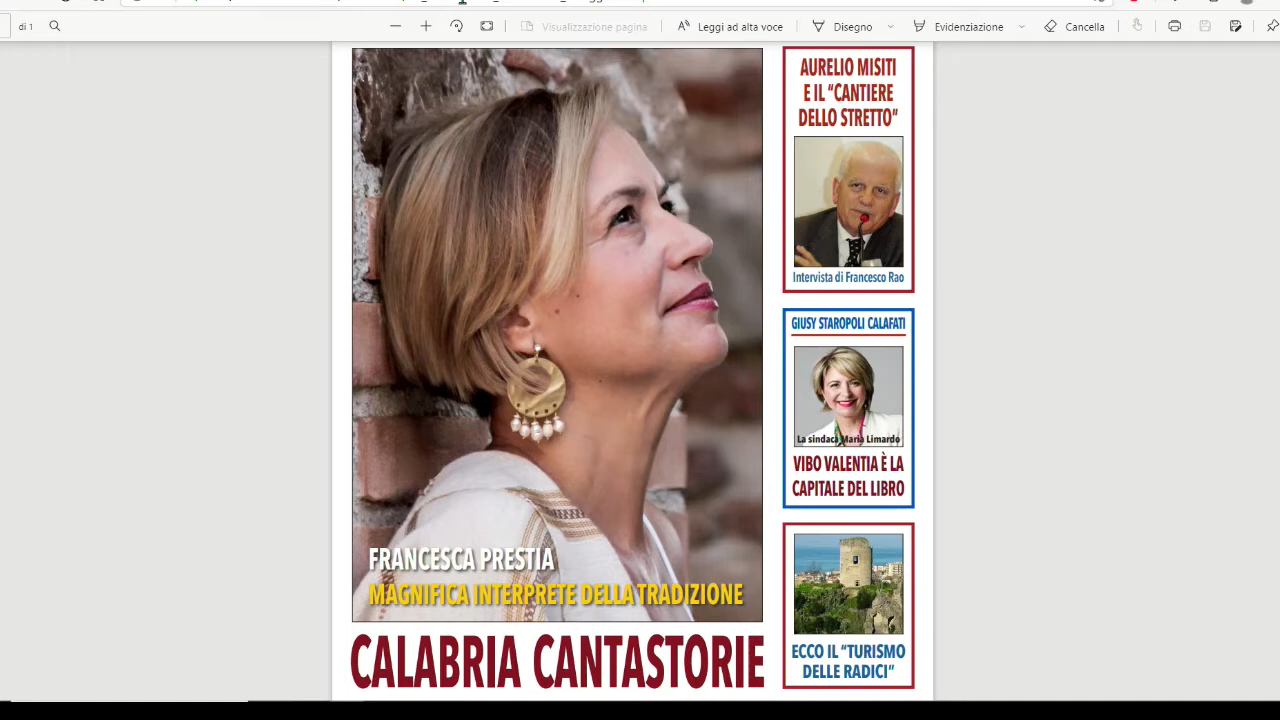 di 1
Visualizzazione pagina
Leggi ad alta voce
Disegno
Evidenziazione
Cancella
FRANCESCA PRESTIA
MAGNIFICA INTERPRETE DELLA TRADIZIONE
CALABRIA CANTASTORIE
AURELIO MISITI
E IL "CANTIERE
DELLO STRETTO"
Intervista di Francesco Rao
GIUSY STAROPOLI CALAFATI
La sindaca Maria Limardo
VIBO VALENTIA È LA
CAPITALE DEL LIBRO
ECCO IL "TURISMO
DELLE RADICI"